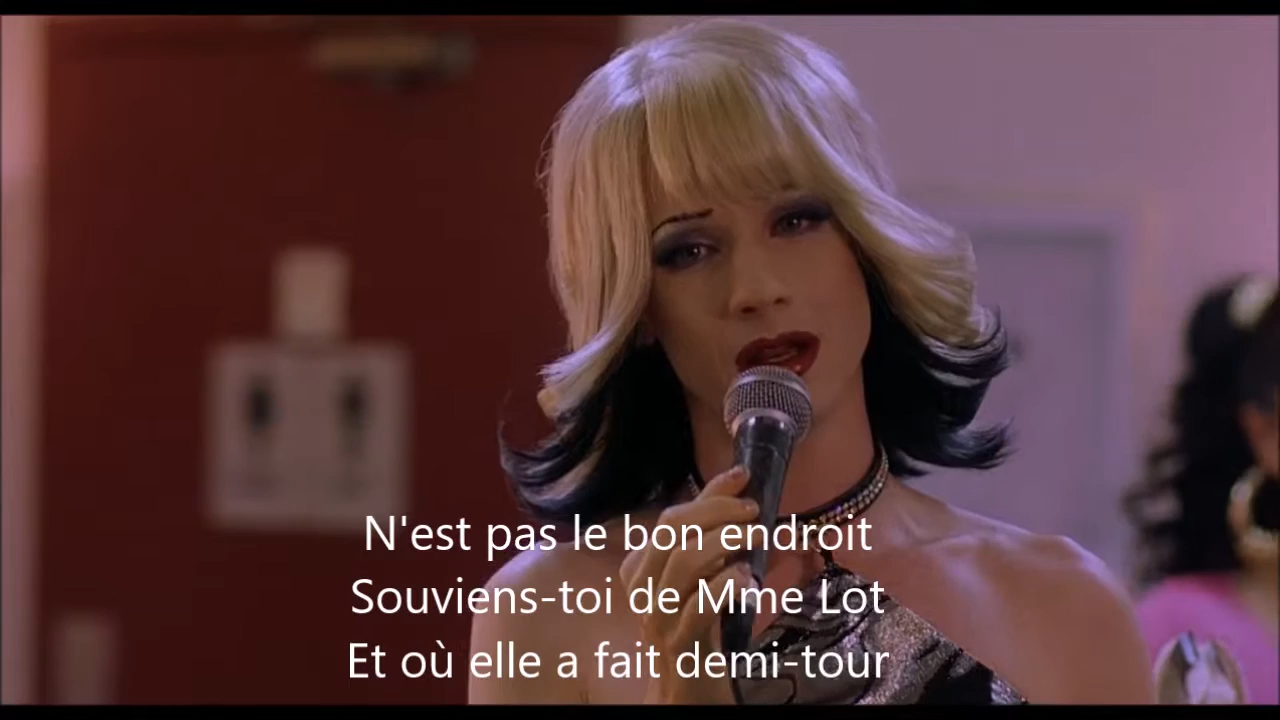 N'est pas le bon endroit
Souviens-toi de Mme Lot
Et où elle a fait demi-tour